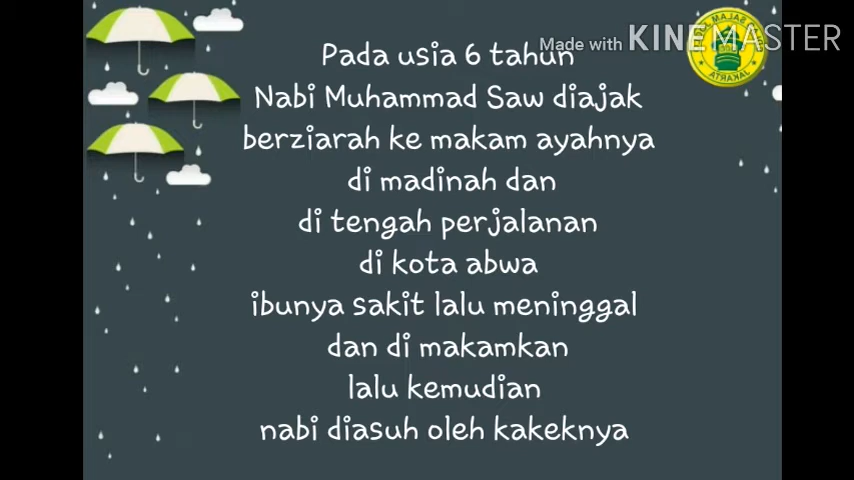 Made with KINEMASTER
Pada usia 6 tahun
Nabi Muhammad Saw diajak
berziarah ke makam ayahnya
di madinah dan
di tengah perjalanan
di kota abwa
ibunya sakit lalu meninggal
dan di makamkan
lalu kemudian
nabi diasuh oleh kakeknya
JAKARTA